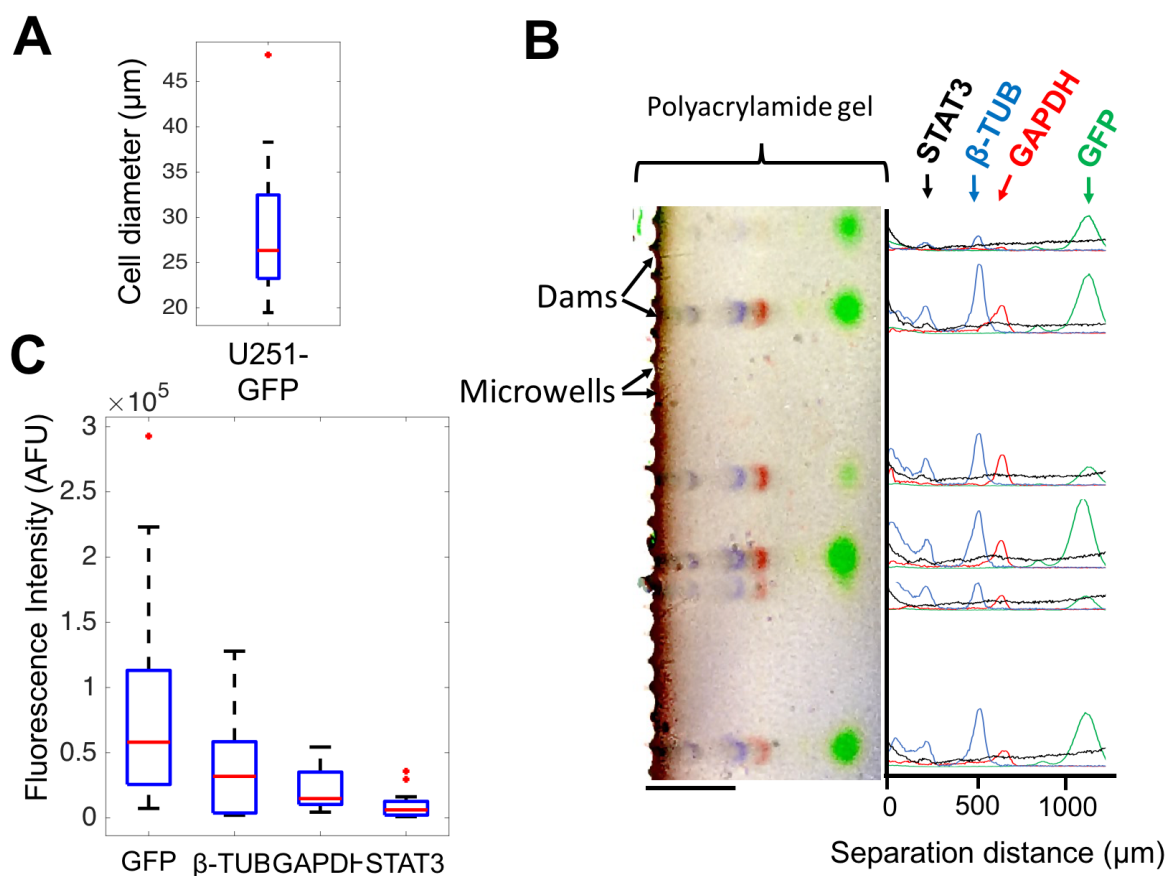 A
Cell diameter (μm)
45
40
35
30
25
20
U251-
GFP
B
Polyacrylamide gel
STAT3
β-TUB
GAPDH
GFP
Dams
Microwells
0
500
1000
Separation distance (μm)
C
×10⁵
Fluorescence Intensity (AFU)
3
2.5
2
1.5
1
0.5
0
GFP β-TUB GAPDH STAT3